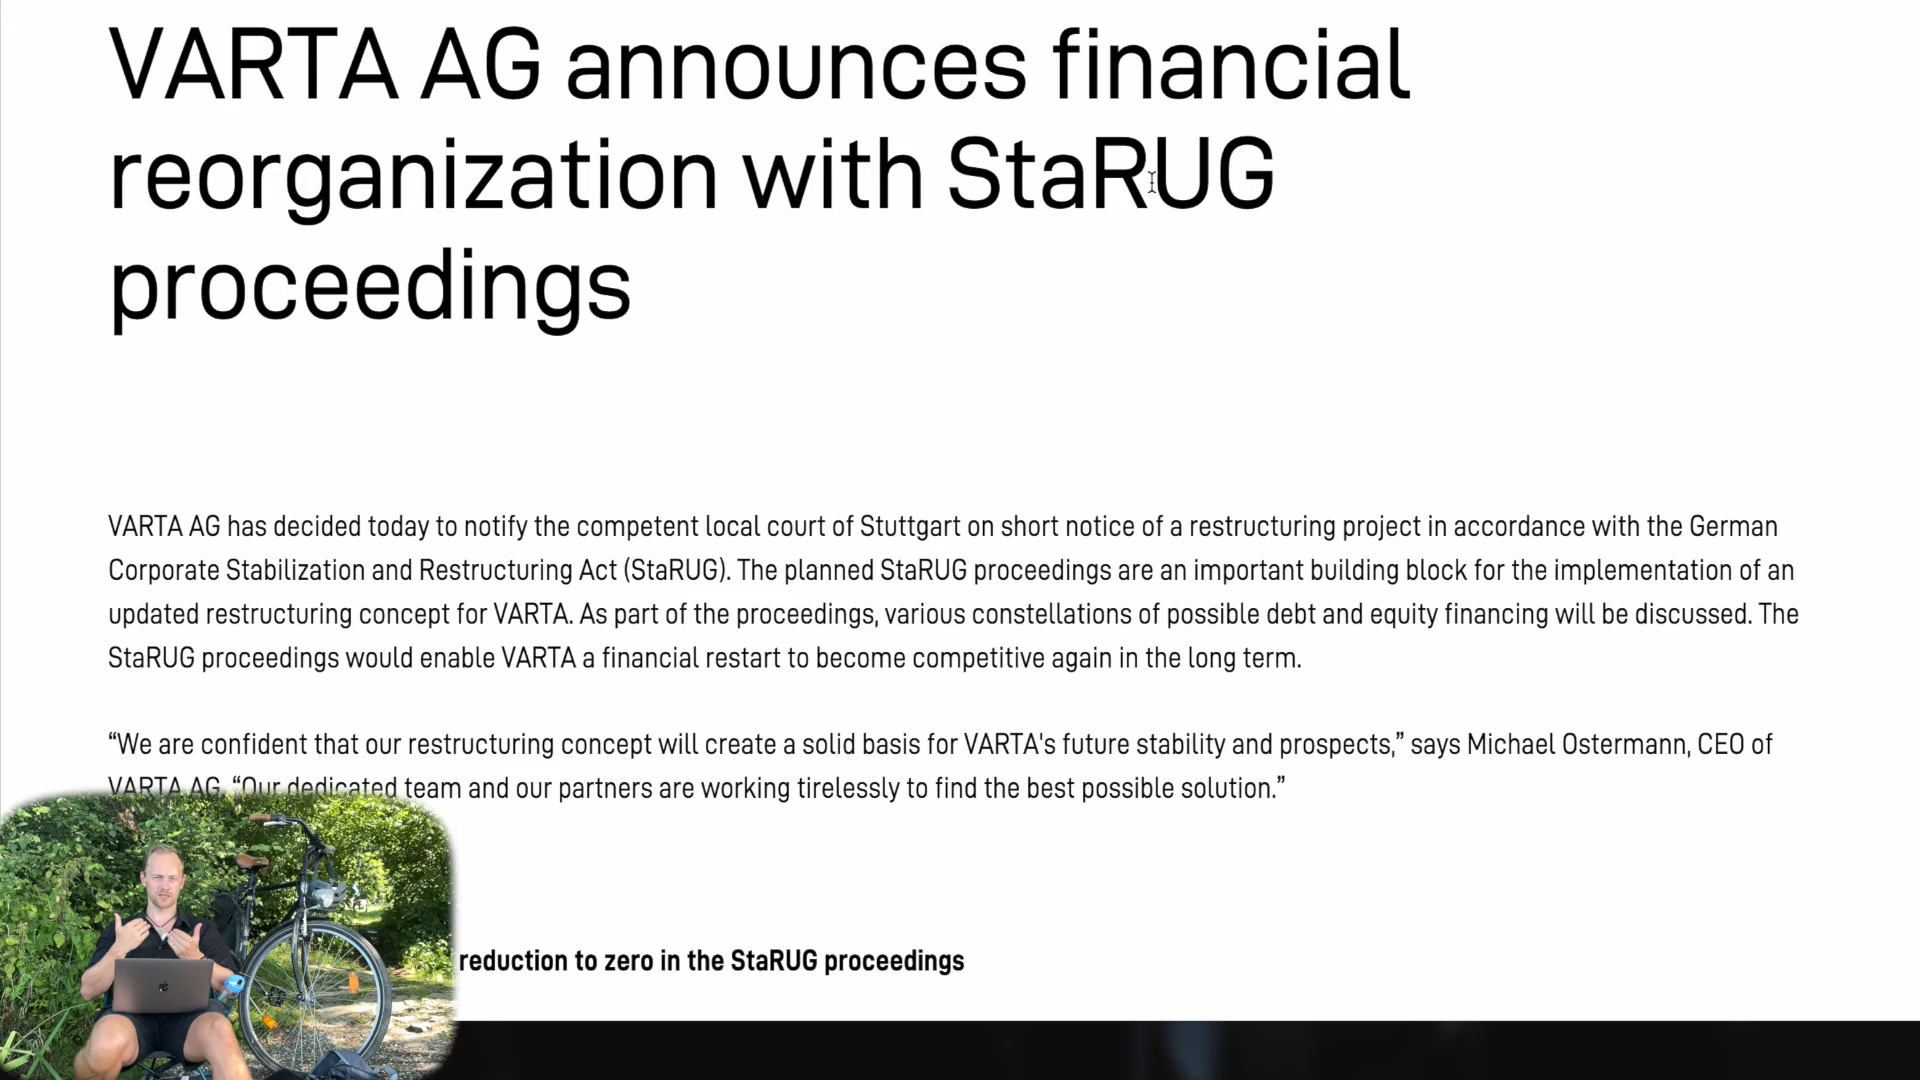 VARTA AG announces financial
reorganization with StaRUG
proceedings
VARTA AG has decided today to notify the competent local court of Stuttgart on short notice of a restructuring project in accordance with the German
Corporate Stabilization and Restructuring Act (StaRUG). The planned StaRUG proceedings are an important building block for the implementation of an
updated restructuring concept for VARTA. As part of the proceedings, various constellations of possible debt and equity financing will be discussed. The
StaRUG proceedings would enable VARTA a financial restart to become competitive again in the long term.
“We are confident that our restructuring concept will create a solid basis for VARTA's future stability and prospects,” says Michael Ostermann, CEO of
VARTA AG. “Our dedicated team and our partners are working tirelessly to find the best possible solution.”
reduction to zero in the StaRUG proceedings